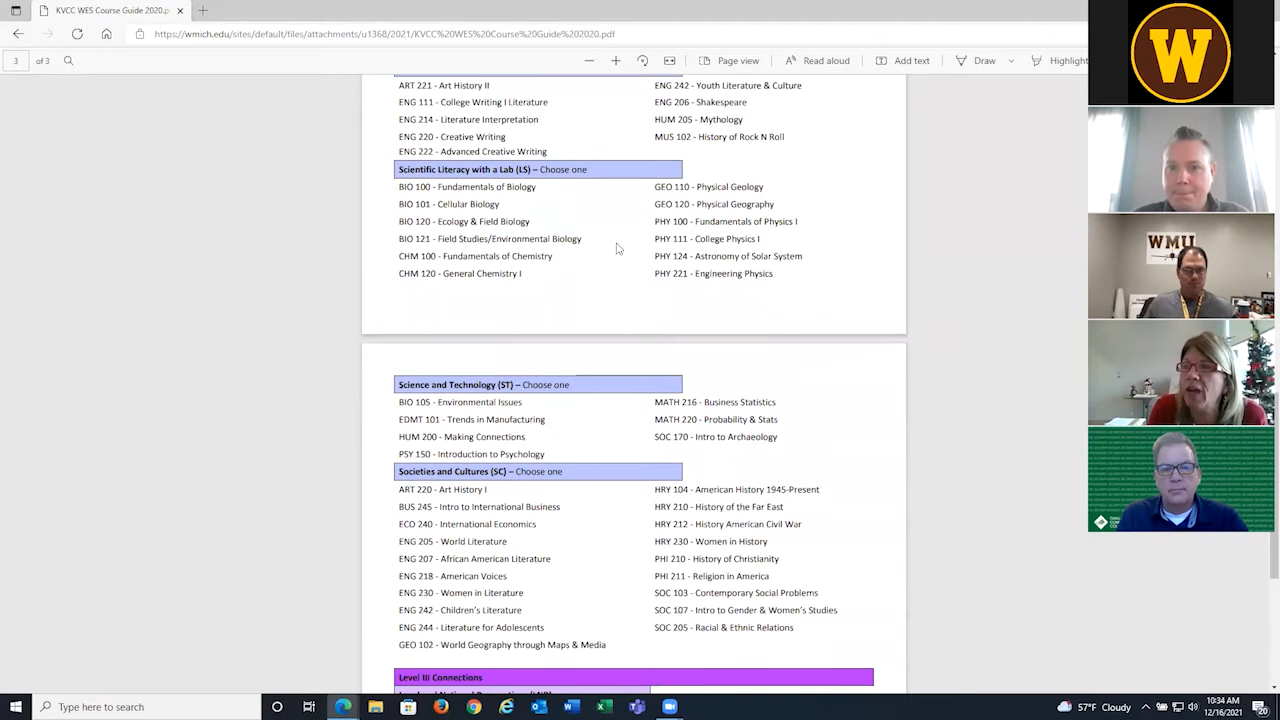 KVCC WES Course Guide 2020.p
https://wmich.edu/sites/default/files/attachments/u1368/2021/KVCC%20WES%20Course%20Guide%202020.pdf
3 of 3
Page view
Read aloud
Add text
Draw
Highlight
ART 221 - Art History II
ENG 111 - College Writing I Literature
ENG 214 - Literature Interpretation
ENG 220 - Creative Writing
ENG 222 - Advanced Creative Writing
ENG 242 - Youth Literature & Culture
ENG 206 - Shakespeare
HUM 205 - Mythology
MUS 102 - History of Rock N Roll
Scientific Literacy with a Lab (LS) – Choose one
BIO 100 - Fundamentals of Biology
BIO 101 - Cellular Biology
BIO 120 - Ecology & Field Biology
BIO 121 - Field Studies/Environmental Biology
CHM 100 - Fundamentals of Chemistry
CHM 120 - General Chemistry I
GEO 110 - Physical Geology
GEO 120 - Physical Geography
PHY 100 - Fundamentals of Physics I
PHY 111 - College Physics I
PHY 124 - Astronomy of Solar System
PHY 221 - Engineering Physics
Science and Technology (ST) – Choose one
BIO 105 - Environmental Issues
EDMT 101 - Trends in Manufacturing
HUM 200 - Making Connections
PSY 150 - Introduction to Psychology
MATH 216 - Business Statistics
MATH 220 - Probability & Stats
SOC 170 - Intro to Archaeology
Societies and Cultures (SC) – Choose one
ART 220 - Art History I
BUS 245 - Intro to International Business
ECO 240 - International Economics
ENG 205 - World Literature
ENG 207 - African American Literature
ENG 218 - American Voices
ENG 230 - Women in Literature
ENG 242 - Children's Literature
ENG 244 - Literature for Adolescents
GEO 102 - World Geography through Maps & Media
HRY 104 - American History 1945-Present
HRY 210 - History of the Far East
HRY 212 - History American Civil War
HRY 230 - Women in History
PHI 210 - History of Christianity
PHI 211 - Religion in America
SOC 103 - Contemporary Social Problems
SOC 107 - Intro to Gender & Women's Studies
SOC 205 - Racial & Ethnic Relations
Level III Connections
W
WMU
Type here to search
57°F Cloudy
10:34 AM
12/16/2021
20